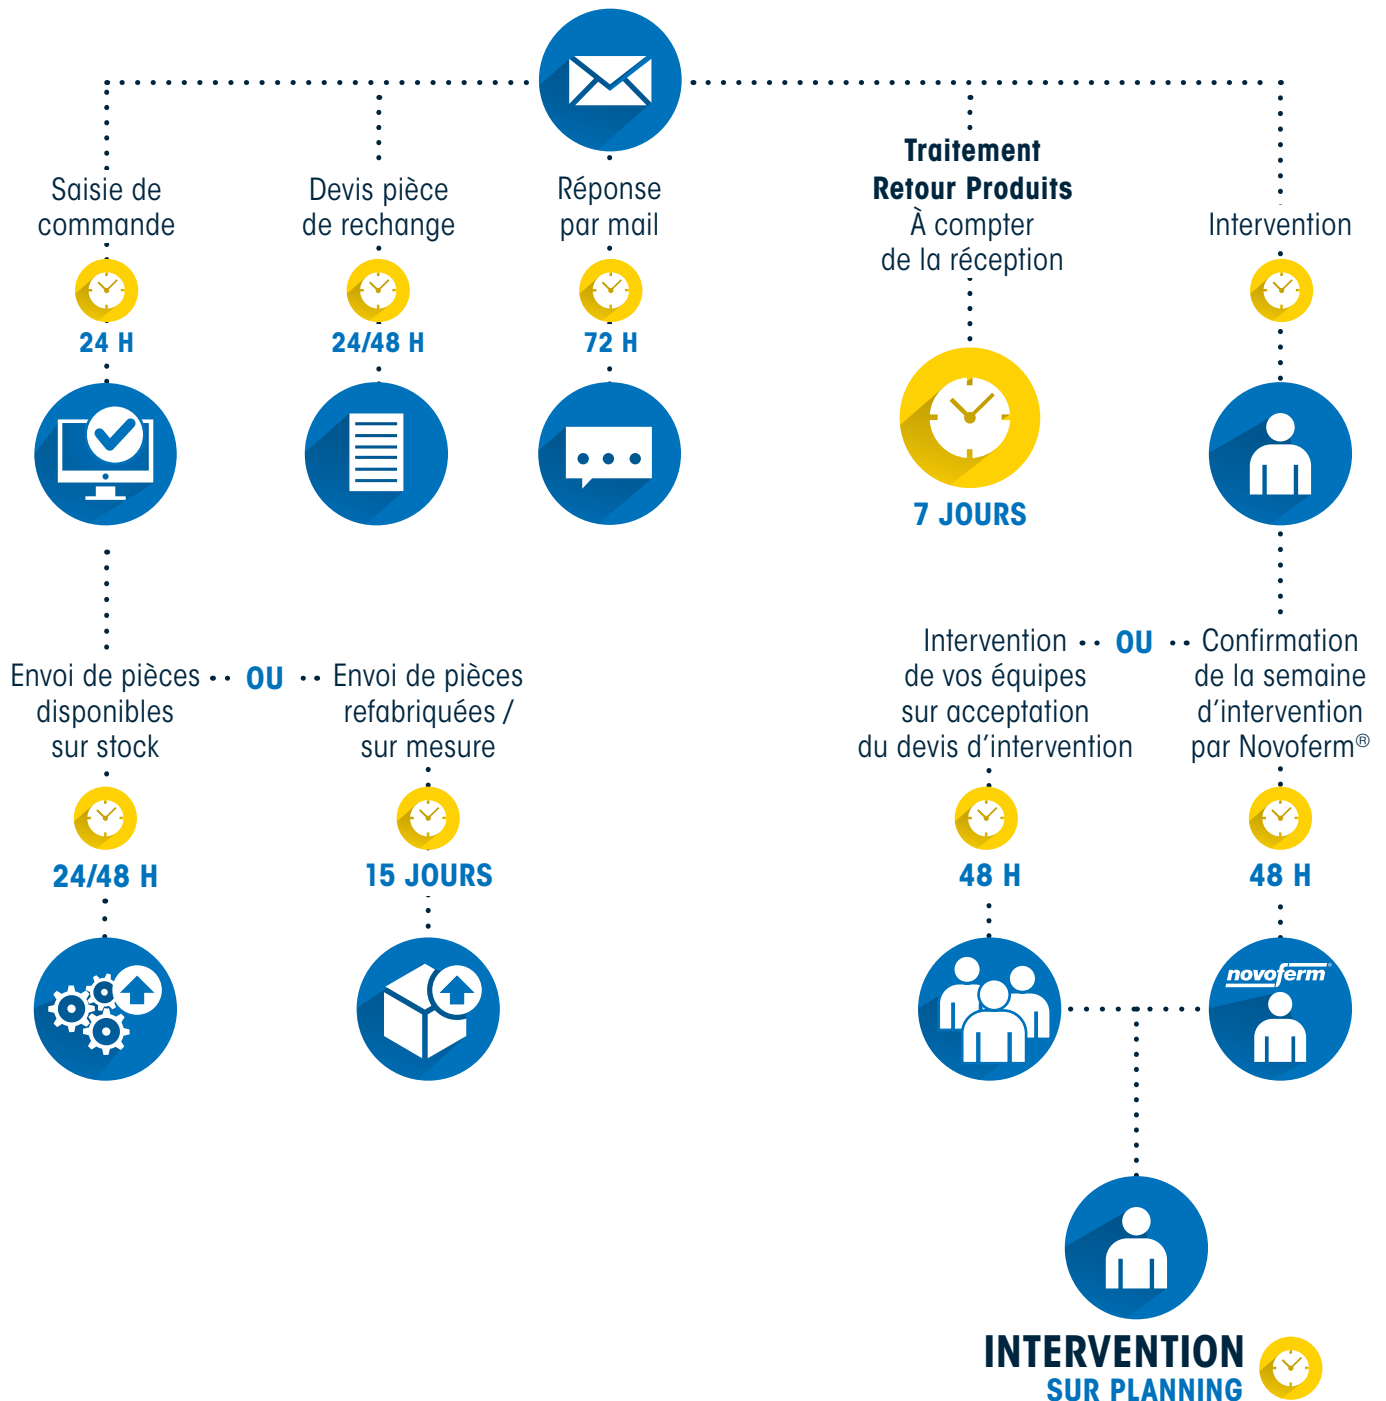 Saisie de
commande
24 H
Devis pièce
de rechange
24/48 H
Réponse
par mail
72 H
Traitement
Retour Produits
À compter
de la réception
7 JOURS
Intervention
Envoi de pièces
disponibles
sur stock
24/48 H
OU
Envoi de pièces
refabriquées /
sur mesure
15 JOURS
Intervention
de vos équipes
sur acceptation
du devis d’intervention
48 H
OU
Confirmation
de la semaine
d’intervention
par Novoferm®
48 H
novoferm®
INTERVENTION
SUR PLANNING